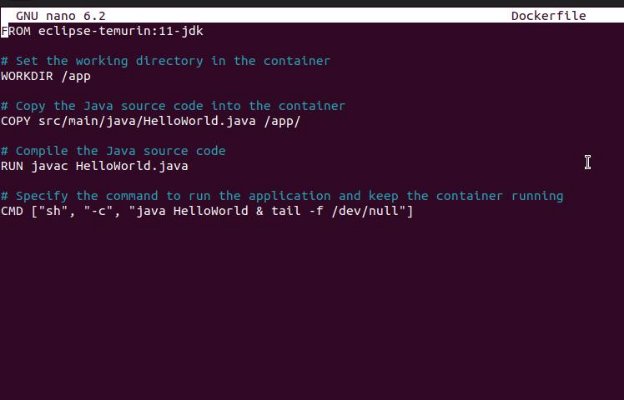 GNU nano 6.2 Dockerfile
FROM eclipse-temurin:11-jdk
# Set the working directory in the container
WORKDIR /app
# Copy the Java source code into the container
COPY src/main/java/HelloWorld.java /app/
# Compile the Java source code
RUN javac HelloWorld.java
# Specify the command to run the application and keep the container running
CMD ["sh", "-c", "java HelloWorld & tail -f /dev/null"]